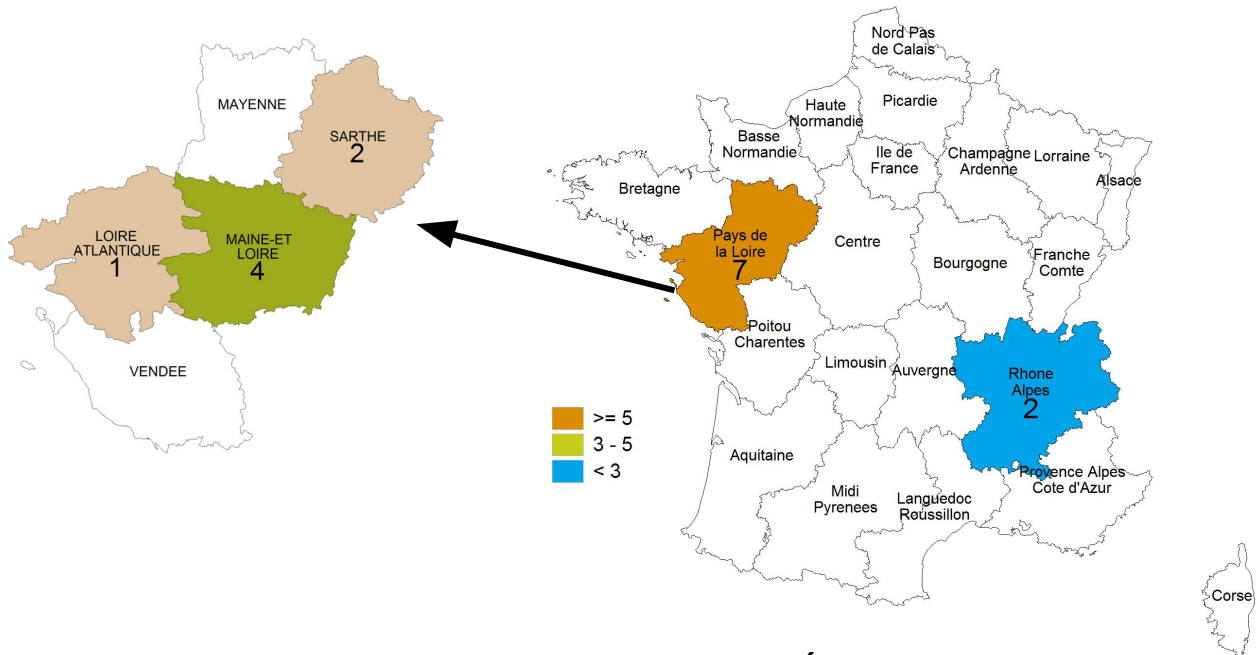 MAYENNE
SARTHE
2
LOIRE
ATLANTIQUE
1
MAINE-ET
LOIRE
4
VENDEE
Nord Pas
de Calais
Picardie
Haute
Normandie
Basse
Normandie
Ile de
France
Champagne
Ardenne
Lorraine
Alsace
Bretagne
Pays de
la Loire
7
Centre
Bourgogne
Franche
Comte
Poitou
Charentes
Limousin
Auvergne
Rhone
Alpes
2
Aquitaine
Midi
Pyrenees
Languedoc
Roussillon
Provence Alpes
Cote d'Azur
Corse
>= 5
3 - 5
< 3